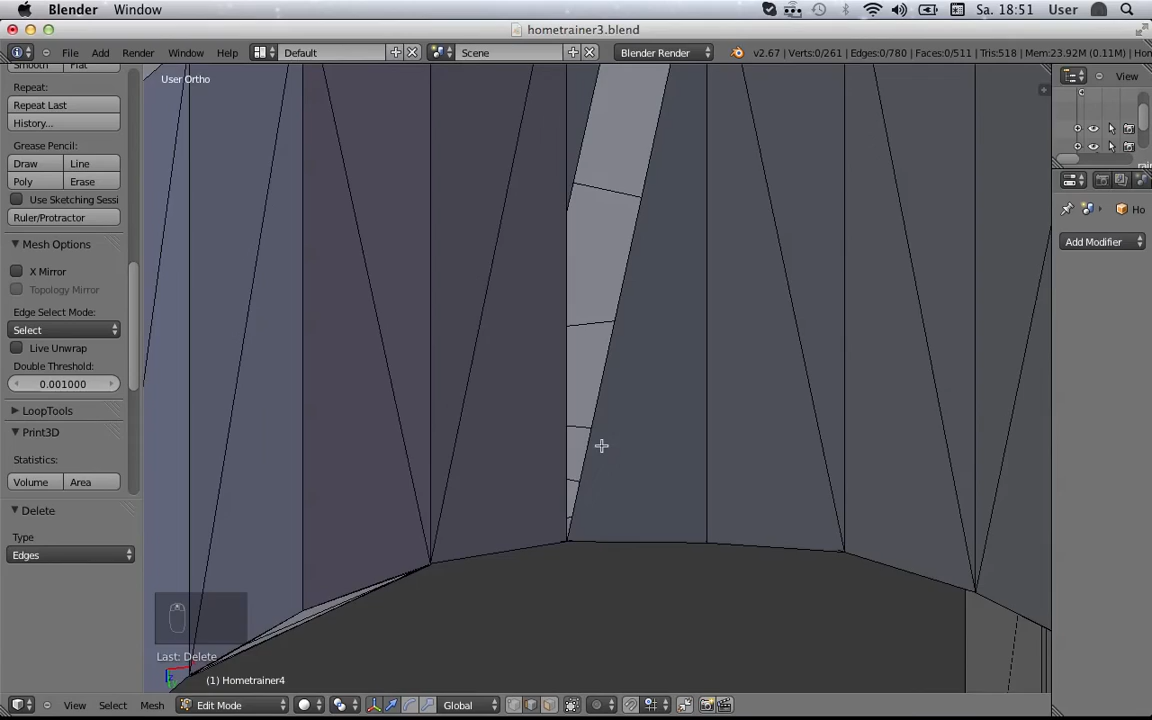 Blender Window Sa. 18:51 User
hometrainer3.blend
File Add Render Window Help Default Scene Blender Render v2.67 | Verts:0/261 | Edges:0/780 | Faces:0/511 | Tris:518 | Mem:23.92M (0.11M) | Hor
Smooth Flat
User Ortho
View
Repeat:
Repeat Last
History...
Grease Pencil:
Draw Line
Poly Erase
Use Sketching Sessi
Ruler/Protractor
Ho
Mesh Options
Add Modifier
X Mirror
Topology Mirror
Edge Select Mode:
Select
Live Unwrap
Double Threshold:
0.001000
LoopTools
Print3D
Statistics:
Volume Area
Delete
Type
Edges
Last: Delete
z
(1) Hometrainer4
View Select Mesh Edit Mode Global